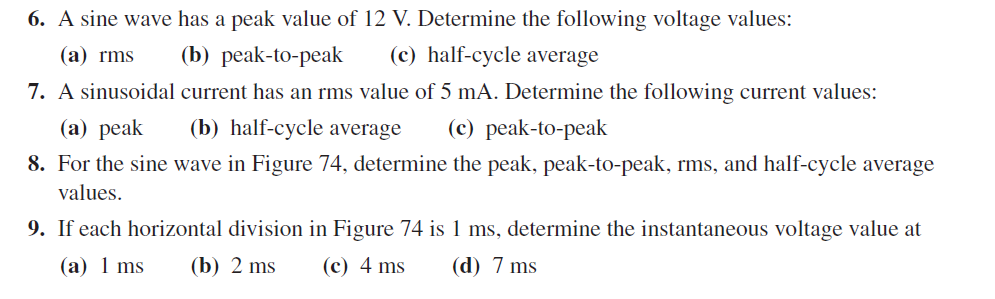 6. A sine wave has a peak value of 12 V. Determine the following voltage values:
(a) rms (b) peak-to-peak (c) half-cycle average
7. A sinusoidal current has an rms value of 5 mA. Determine the following current values:
(a) peak (b) half-cycle average (c) peak-to-peak
8. For the sine wave in Figure 74, determine the peak, peak-to-peak, rms, and half-cycle average
values.
9. If each horizontal division in Figure 74 is 1 ms, determine the instantaneous voltage value at
(a) 1 ms (b) 2 ms (c) 4 ms (d) 7 ms